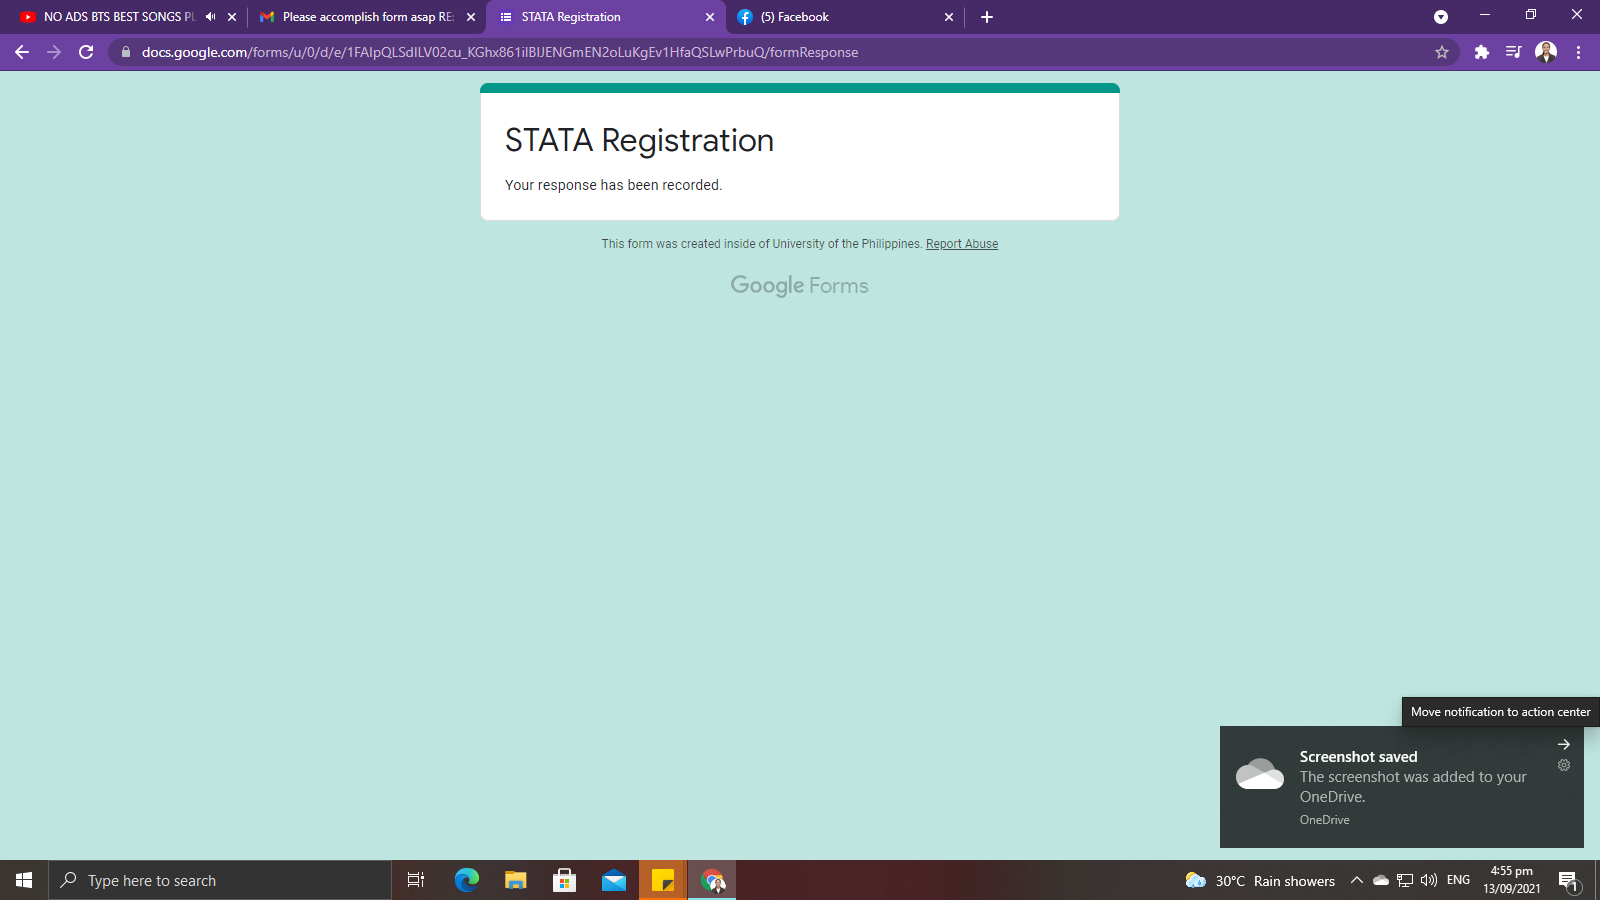 NO ADS BTS BEST SONGS PL
Please accomplish form asap RE:
STATA Registration
(5) Facebook
docs.google.com/forms/u/0/d/e/1FAIpQLSdILV02cu_KGhx861ilBlJENGmEN2oLuKgEv1HfaQSLwPrbuQ/formResponse
STATA Registration
Your response has been recorded.
This form was created inside of University of the Philippines. Report Abuse
Google Forms
Move notification to action center
Screenshot saved
The screenshot was added to your
OneDrive.
OneDrive
Type here to search
30°C Rain showers
ENG
4:55 pm
13/09/2021
1